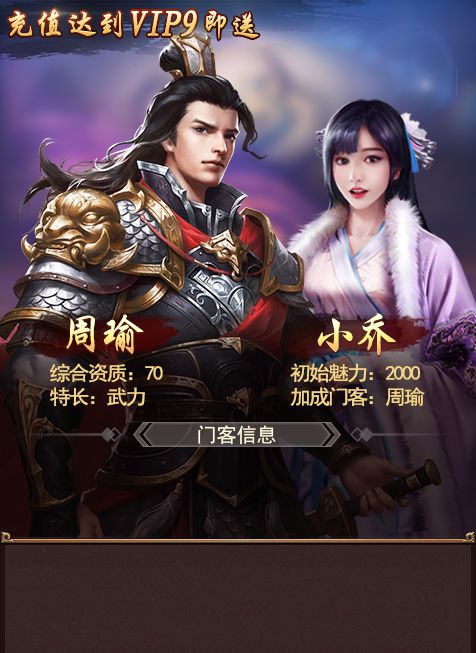 充值达到VIP9即送
周瑜
小乔
综合资质：70
初始魅力：2000
特长：武力
加成门客：周瑜
门客信息